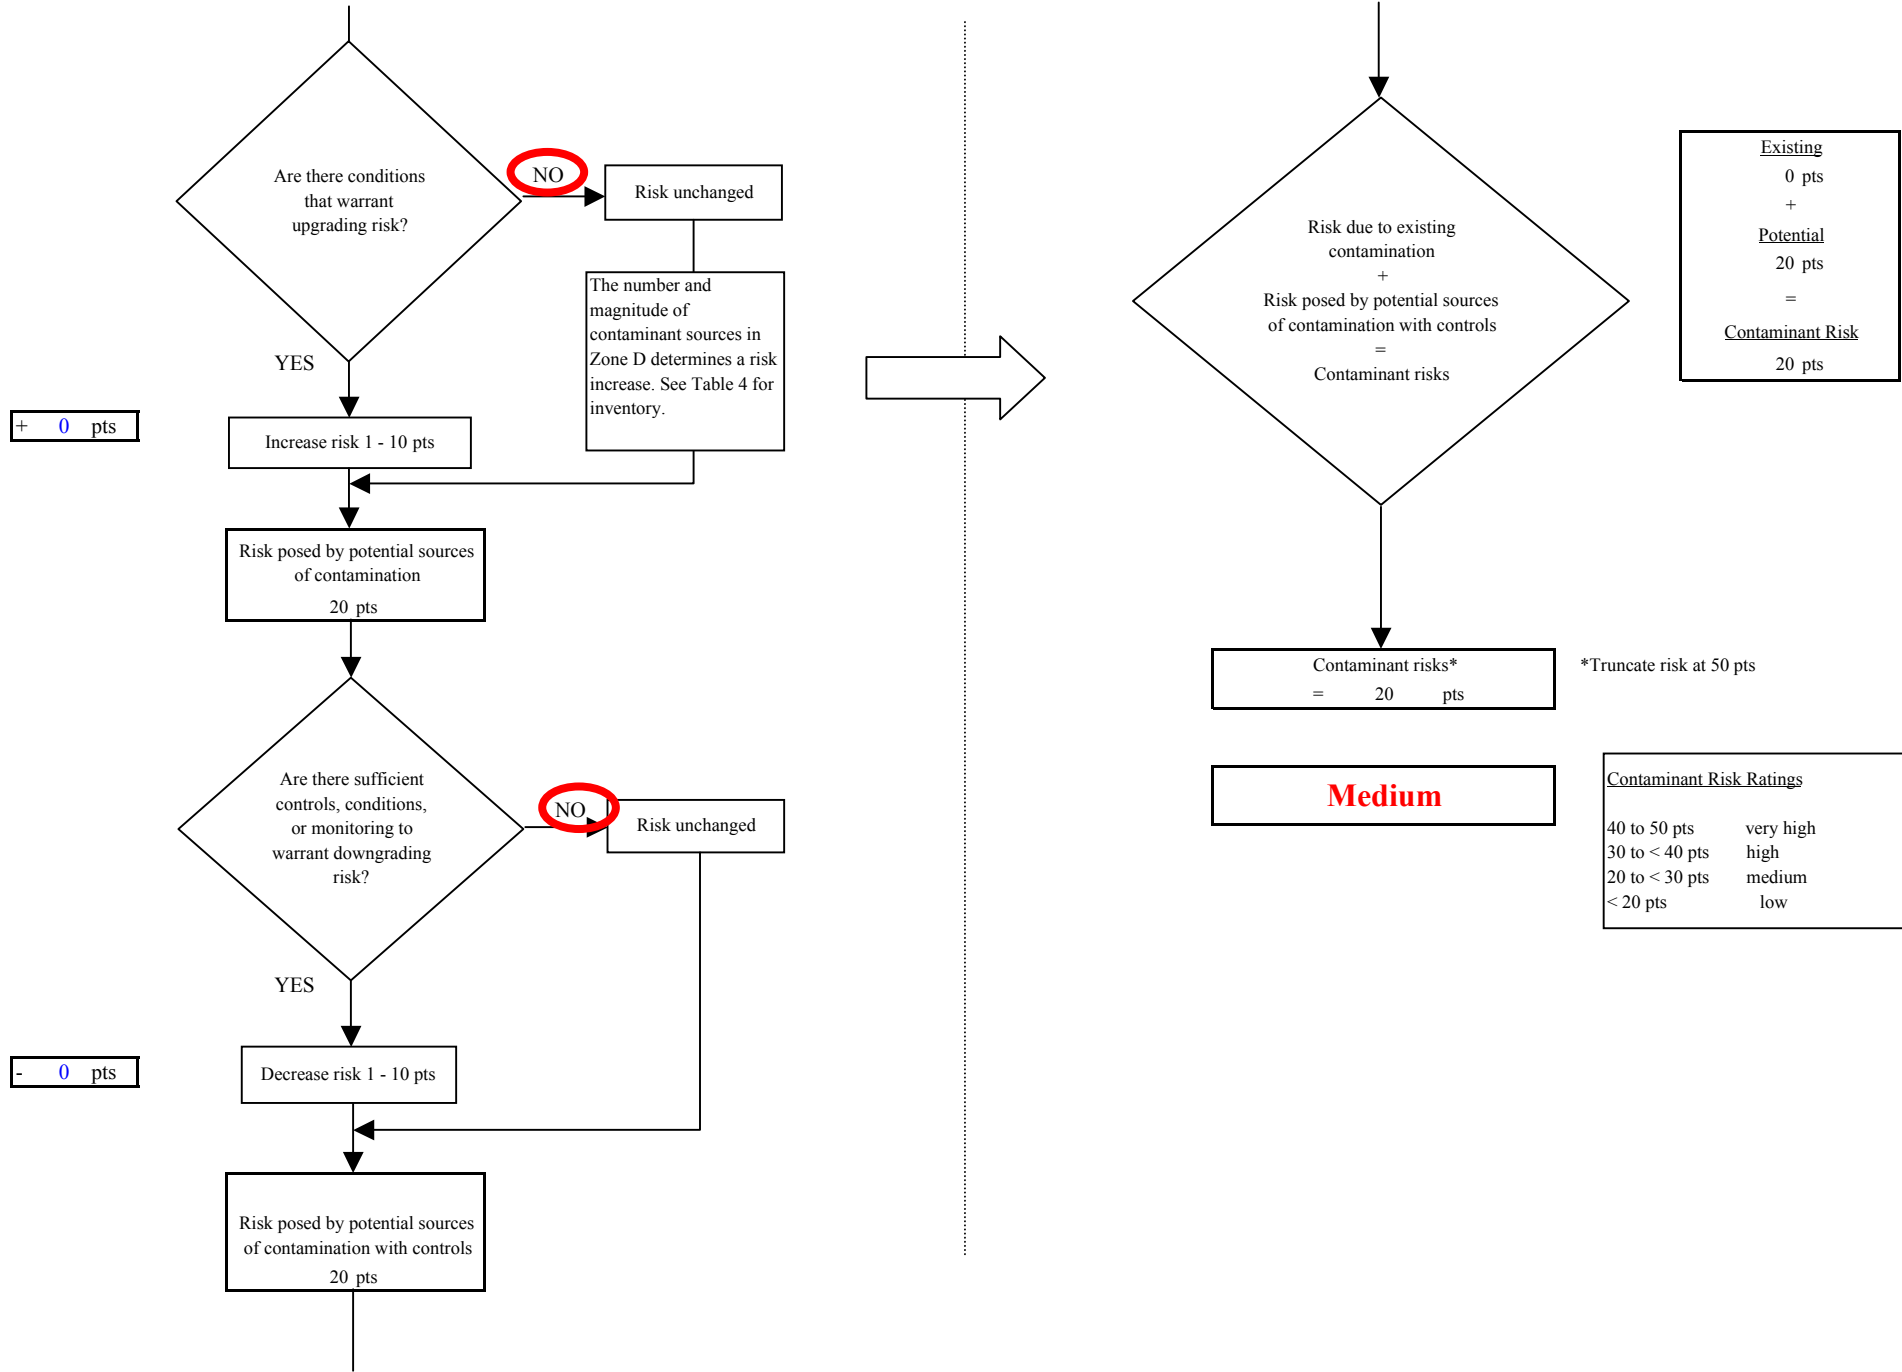 Are there conditions
that warrant
upgrading risk?
NO
Risk unchanged
The number and
magnitude of
contaminant sources in
Zone D determines a risk
increase. See Table 4 for
inventory.
YES
+ 0 pts
Increase risk 1 - 10 pts
Risk posed by potential sources
of contamination
20 pts
Are there sufficient
controls, conditions,
or monitoring to
warrant downgrading
risk?
NO
Risk unchanged
YES
- 0 pts
Decrease risk 1 - 10 pts
Risk posed by potential sources
of contamination with controls
20 pts
Risk due to existing
contamination
+
Risk posed by potential sources
of contamination with controls
=
Contaminant risks
Existing
0 pts
+
Potential
20 pts
=
Contaminant Risk
20 pts
Contaminant risks*
= 20 pts
*Truncate risk at 50 pts
Medium
Contaminant Risk Ratings
40 to 50 pts very high
30 to < 40 pts high
20 to < 30 pts medium
< 20 pts low